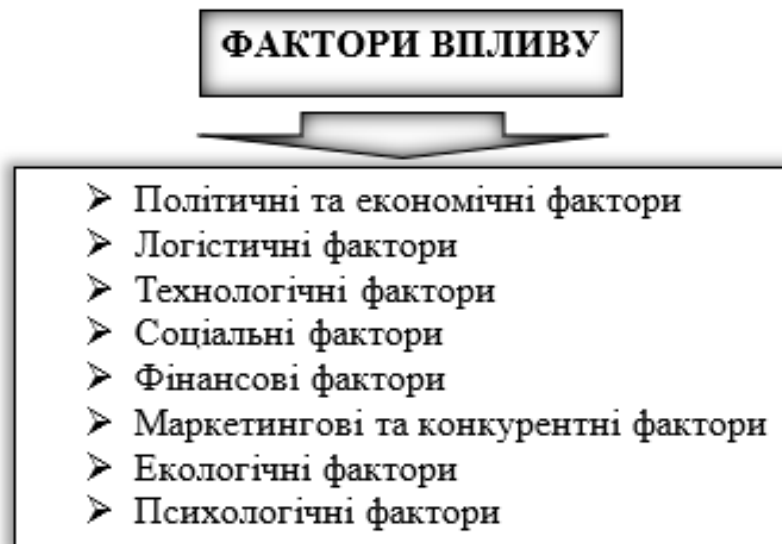 ФАКТОРИ ВПЛИВУ
➢ Політичні та економічні фактори
➢ Логістичні фактори
➢ Технологічні фактори
➢ Соціальні фактори
➢ Фінансові фактори
➢ Маркетингові та конкурентні фактори
➢ Екологічні фактори
➢ Психологічні фактори